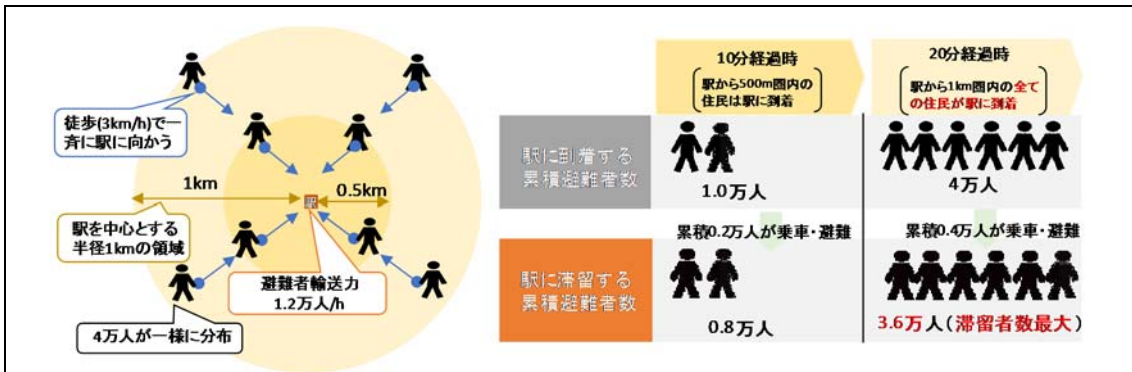 徒歩(3km/h)で一
斉に駅に向かう
1km
0.5km
駅
駅を中心とする
半径1kmの領域
避難者輸送力
1.2万人/h
4万人が一様に分布
10分経過時
駅から500m圏内の
住民は駅に到着
20分経過時
駅から1km圏内の全て
の住民が駅に到着
駅に到着する
累積避難者数
1.0万人
4万人
累積0.2万人が乗車・避難
累積0.4万人が乗車・避難
駅に滞留する
累積避難者数
0.8万人
3.6万人(滞留者数最大)